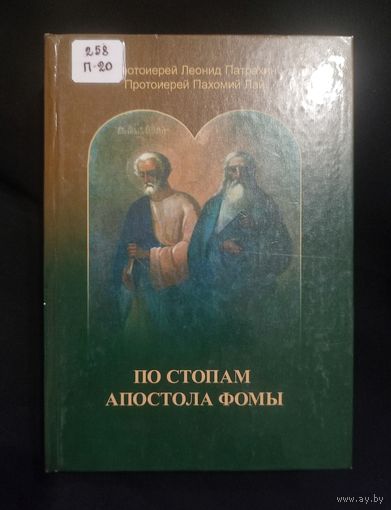 258
П-20
Протоиерей Леонид Патрахин
Протоиерей Пахомий Лай
ПО СТОПАМ
АПОСТОЛА ФОМЫ
www.ay.by